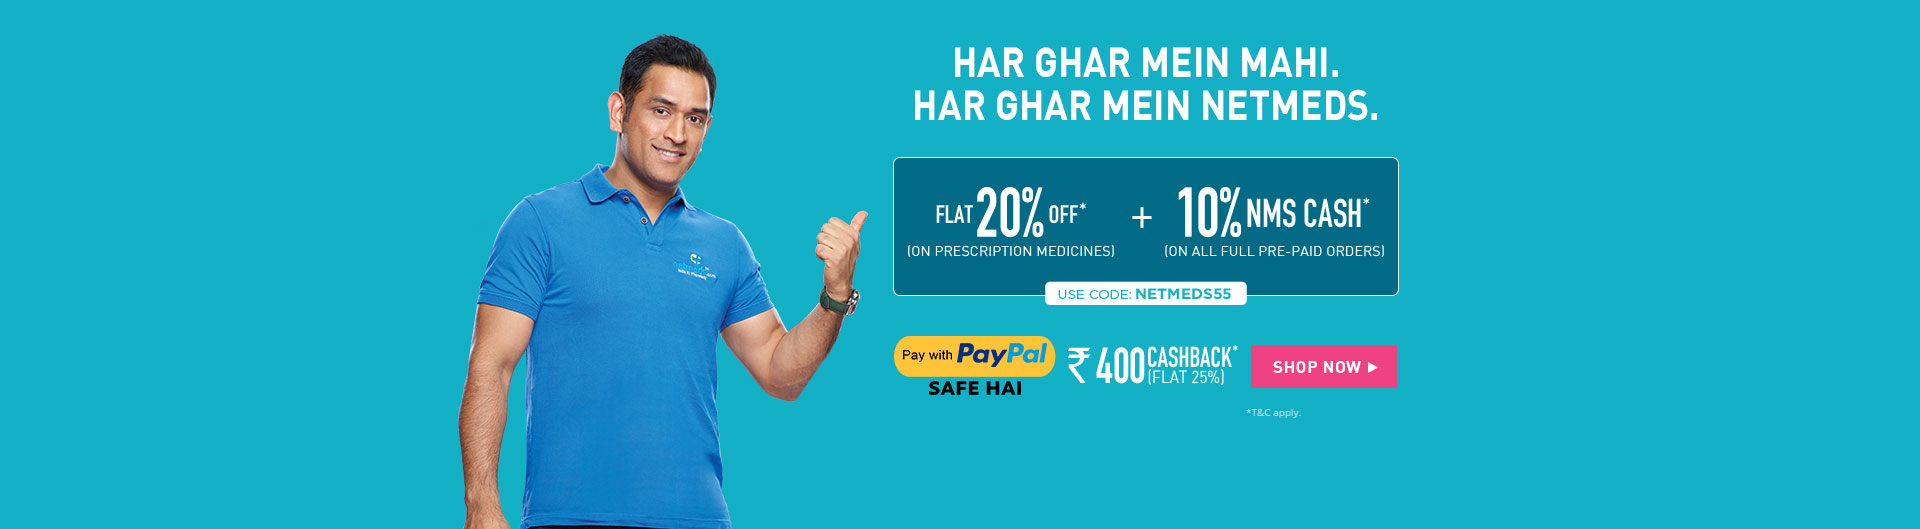 HAR GHAR MEIN MAHI.
HAR GHAR MEIN NETMEDS.
FLAT 20% OFF* + 10% NMS CASH*
(ON PRESCRIPTION MEDICINES) (ON ALL FULL PRE-PAID ORDERS)
USE CODE: NETMEDS55
Pay with PayPal
SAFE HAI
₹ 400 CASHBACK*
(FLAT 25%)
SHOP NOW ▶
*T&C apply.